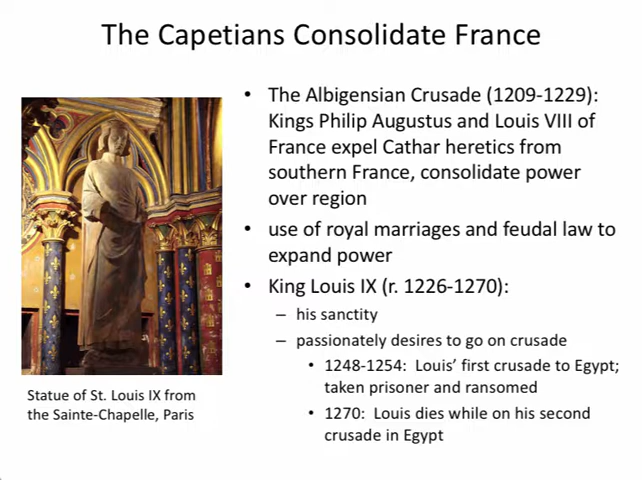 The Capetians Consolidate France
• The Albigensian Crusade (1209-1229):
Kings Philip Augustus and Louis VIII of
France expel Cathar heretics from
southern France, consolidate power
over region
• use of royal marriages and feudal law to
expand power
• King Louis IX (r. 1226-1270):
– his sanctity
– passionately desires to go on crusade
• 1248-1254: Louis’ first crusade to Egypt;
taken prisoner and ransomed
• 1270: Louis dies while on his second
crusade in Egypt
Statue of St. Louis IX from
the Sainte-Chapelle, Paris